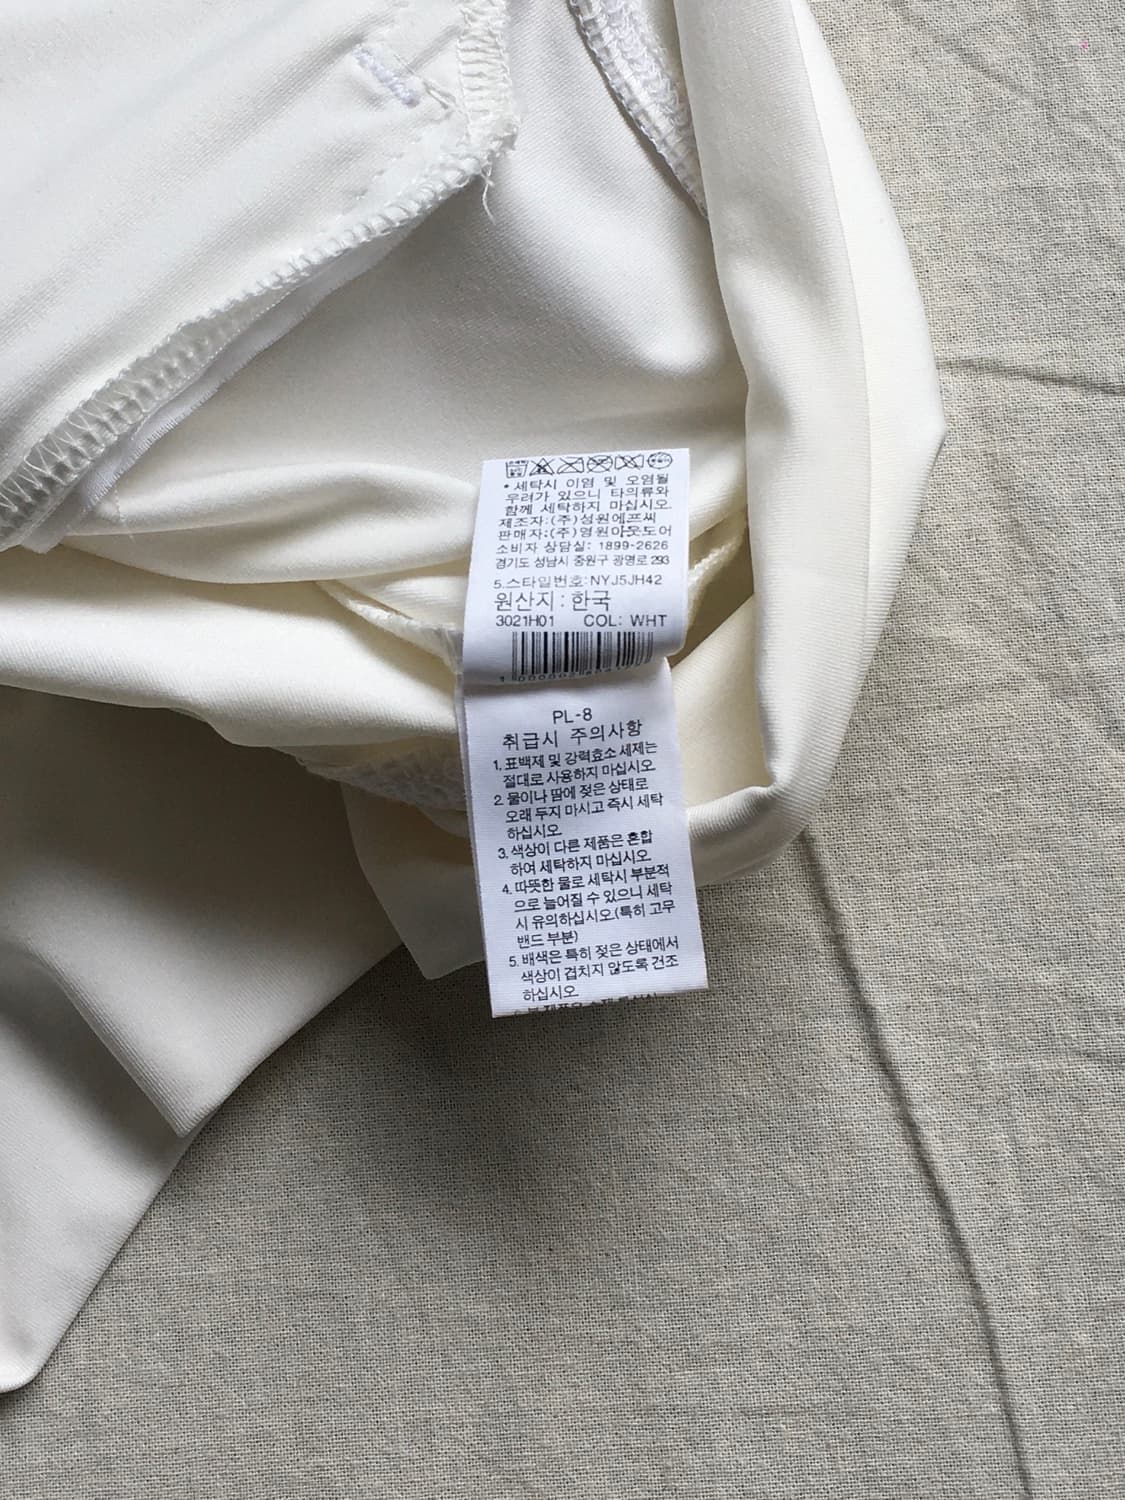 * 세탁시 이염 및 오염될
우려가 있으니 타의류와
함께 세탁하지 마십시오.
제조자:(주)성원에프씨
판매자:(주)영원아웃도어
소비자 상담실: 1899-2626
경기도 성남시 중원구 광명로 293
5.스타일번호:NYJ5JH42
원산지: 한국
3021H01 COL: WHT
PL-8
취급시 주의사항
1. 표백제 및 강력효소 세제는
절대로 사용하지 마십시오.
2. 물이나 땀에 젖은 상태로
오래 두지 마시고 즉시 세탁
하십시오.
3. 색상이 다른 제품은 혼합
하여 세탁하지 마십시오.
4. 따뜻한 물로 세탁시 부분적
으로 늘어질 수 있으니 세탁
시 유의하십시오.(특히 고무
밴드 부분)
5. 배색은 특히 젖은 상태에서
색상이 겹치지 않도록 건조
하십시오.